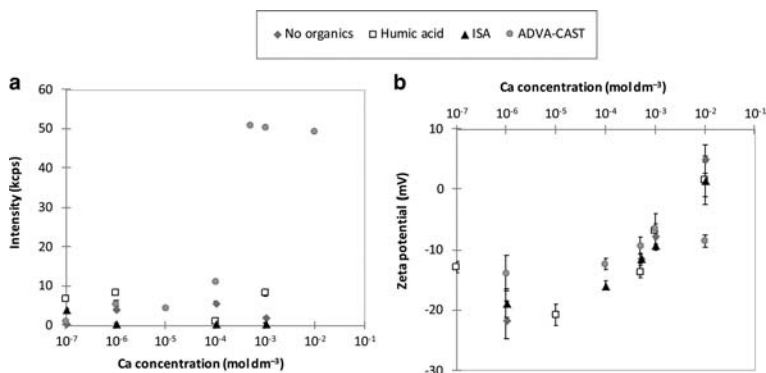 No organics Humic acid ISA ADVA-CAST
a
60
50
40
30
20
10
0
Intensity (kcps)
10⁻⁷ 10⁻⁶ 10⁻⁵ 10⁻⁴ 10⁻³ 10⁻² 10⁻¹
Ca concentration (mol dm⁻³)
b
Ca concentration (mol dm⁻³)
10⁻⁷ 10⁻⁶ 10⁻⁵ 10⁻⁴ 10⁻³ 10⁻² 10⁻¹
10
0
-10
-20
-30
Zeta potential (mV)